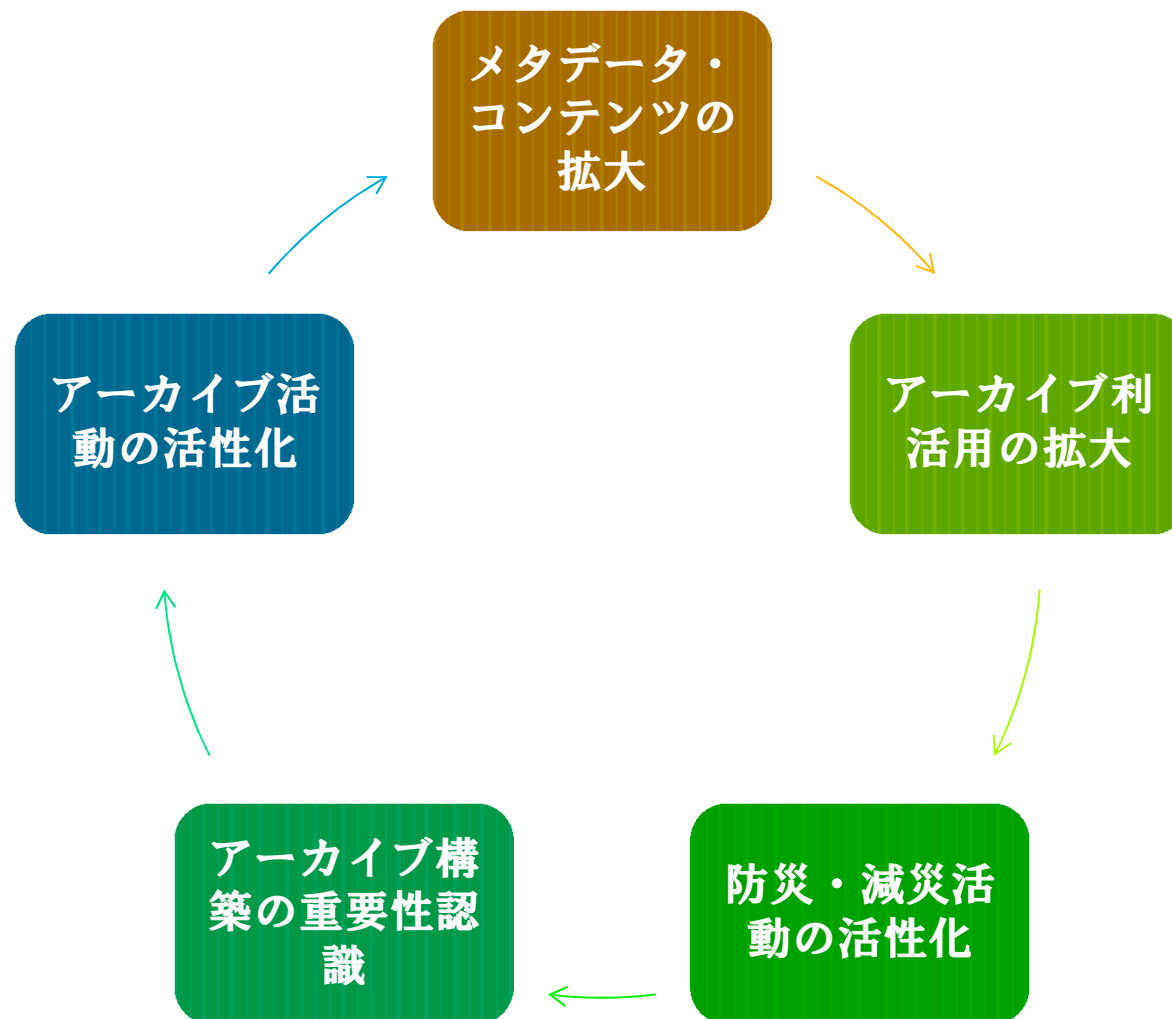 メタデータ・
コンテンツの
拡大
アーカイブ利
活用の拡大
防災・減災活
動の活性化
アーカイブ構
築の重要性認
識
アーカイブ活
動の活性化